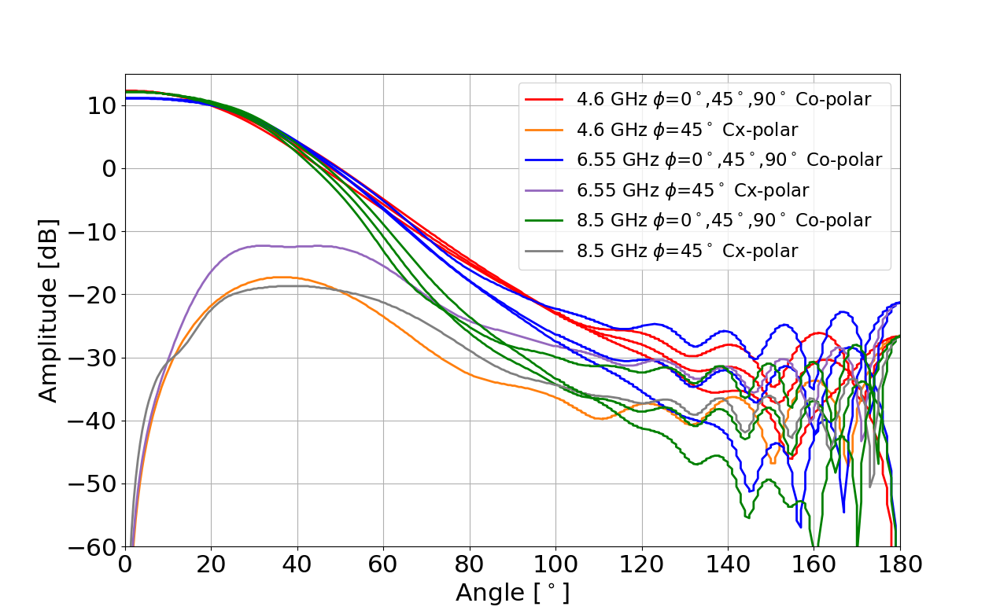 4.6 GHz ϕ=0°,45°,90° Co-polar
4.6 GHz ϕ=45° Cx-polar
6.55 GHz ϕ=0°,45°,90° Co-polar
6.55 GHz ϕ=45° Cx-polar
8.5 GHz ϕ=0°,45°,90° Co-polar
8.5 GHz ϕ=45° Cx-polar
Amplitude [dB]
10
0
−10
−20
−30
−40
−50
−60
0 20 40 60 80 100 120 140 160 180
Angle [°]